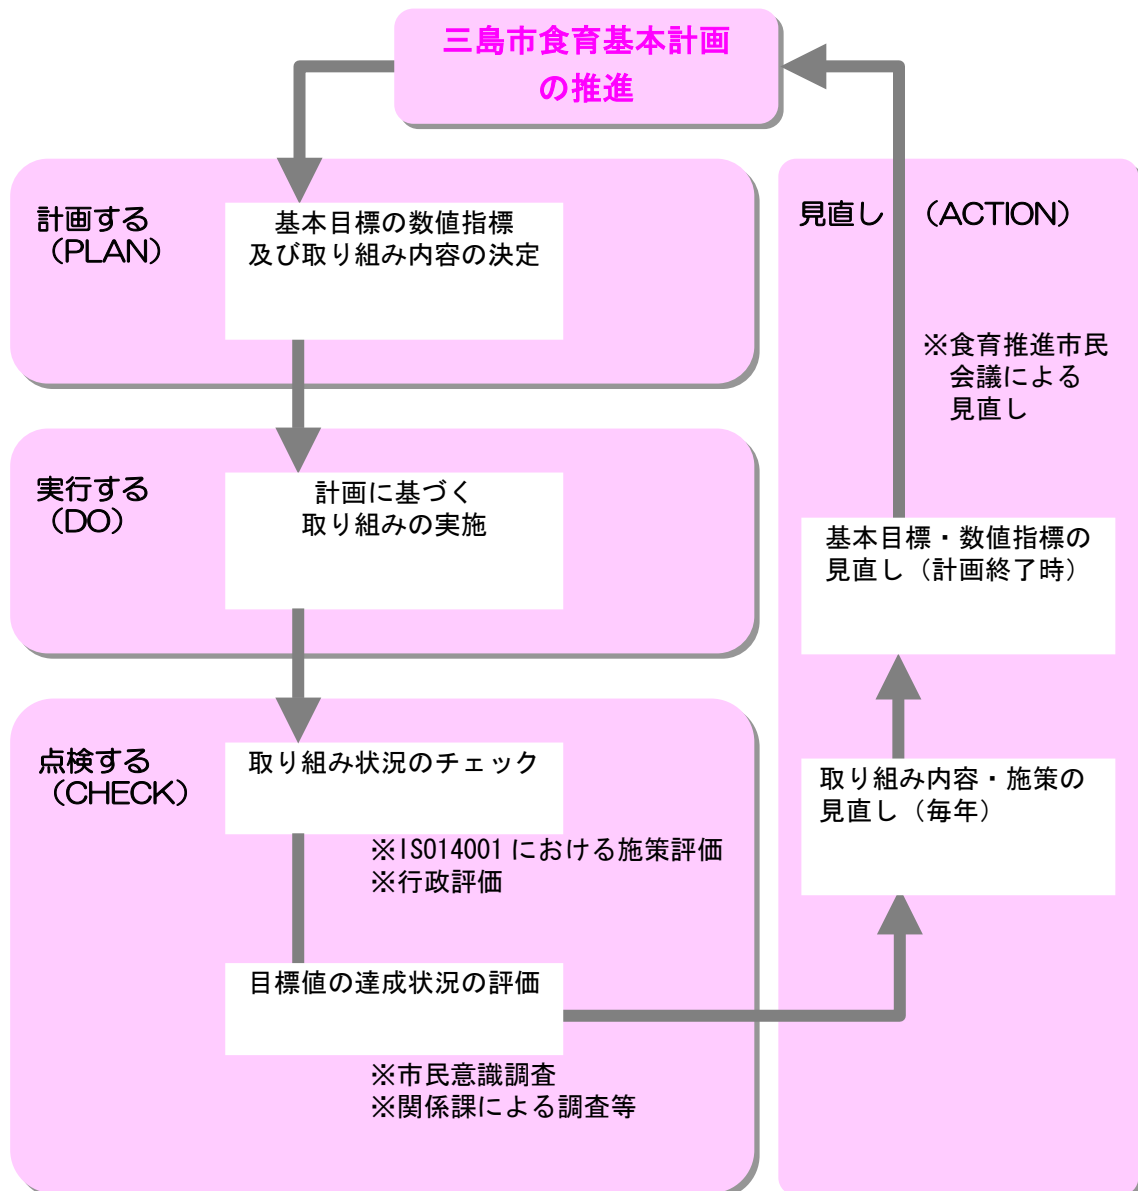 三島市食育基本計画
の推進
計画する
（PLAN）
基本目標の数値指標
及び取り組み内容の決定
実行する
（DO）
計画に基づく
取り組みの実施
点検する
（CHECK）
取り組み状況のチェック
※ISO14001における施策評価
※行政評価
目標値の達成状況の評価
※市民意識調査
※関係課による調査等
見直し （ACTION）
※食育推進市民
会議による
見直し
基本目標・数値指標の
見直し（計画終了時）
取り組み内容・施策の
見直し（毎年）